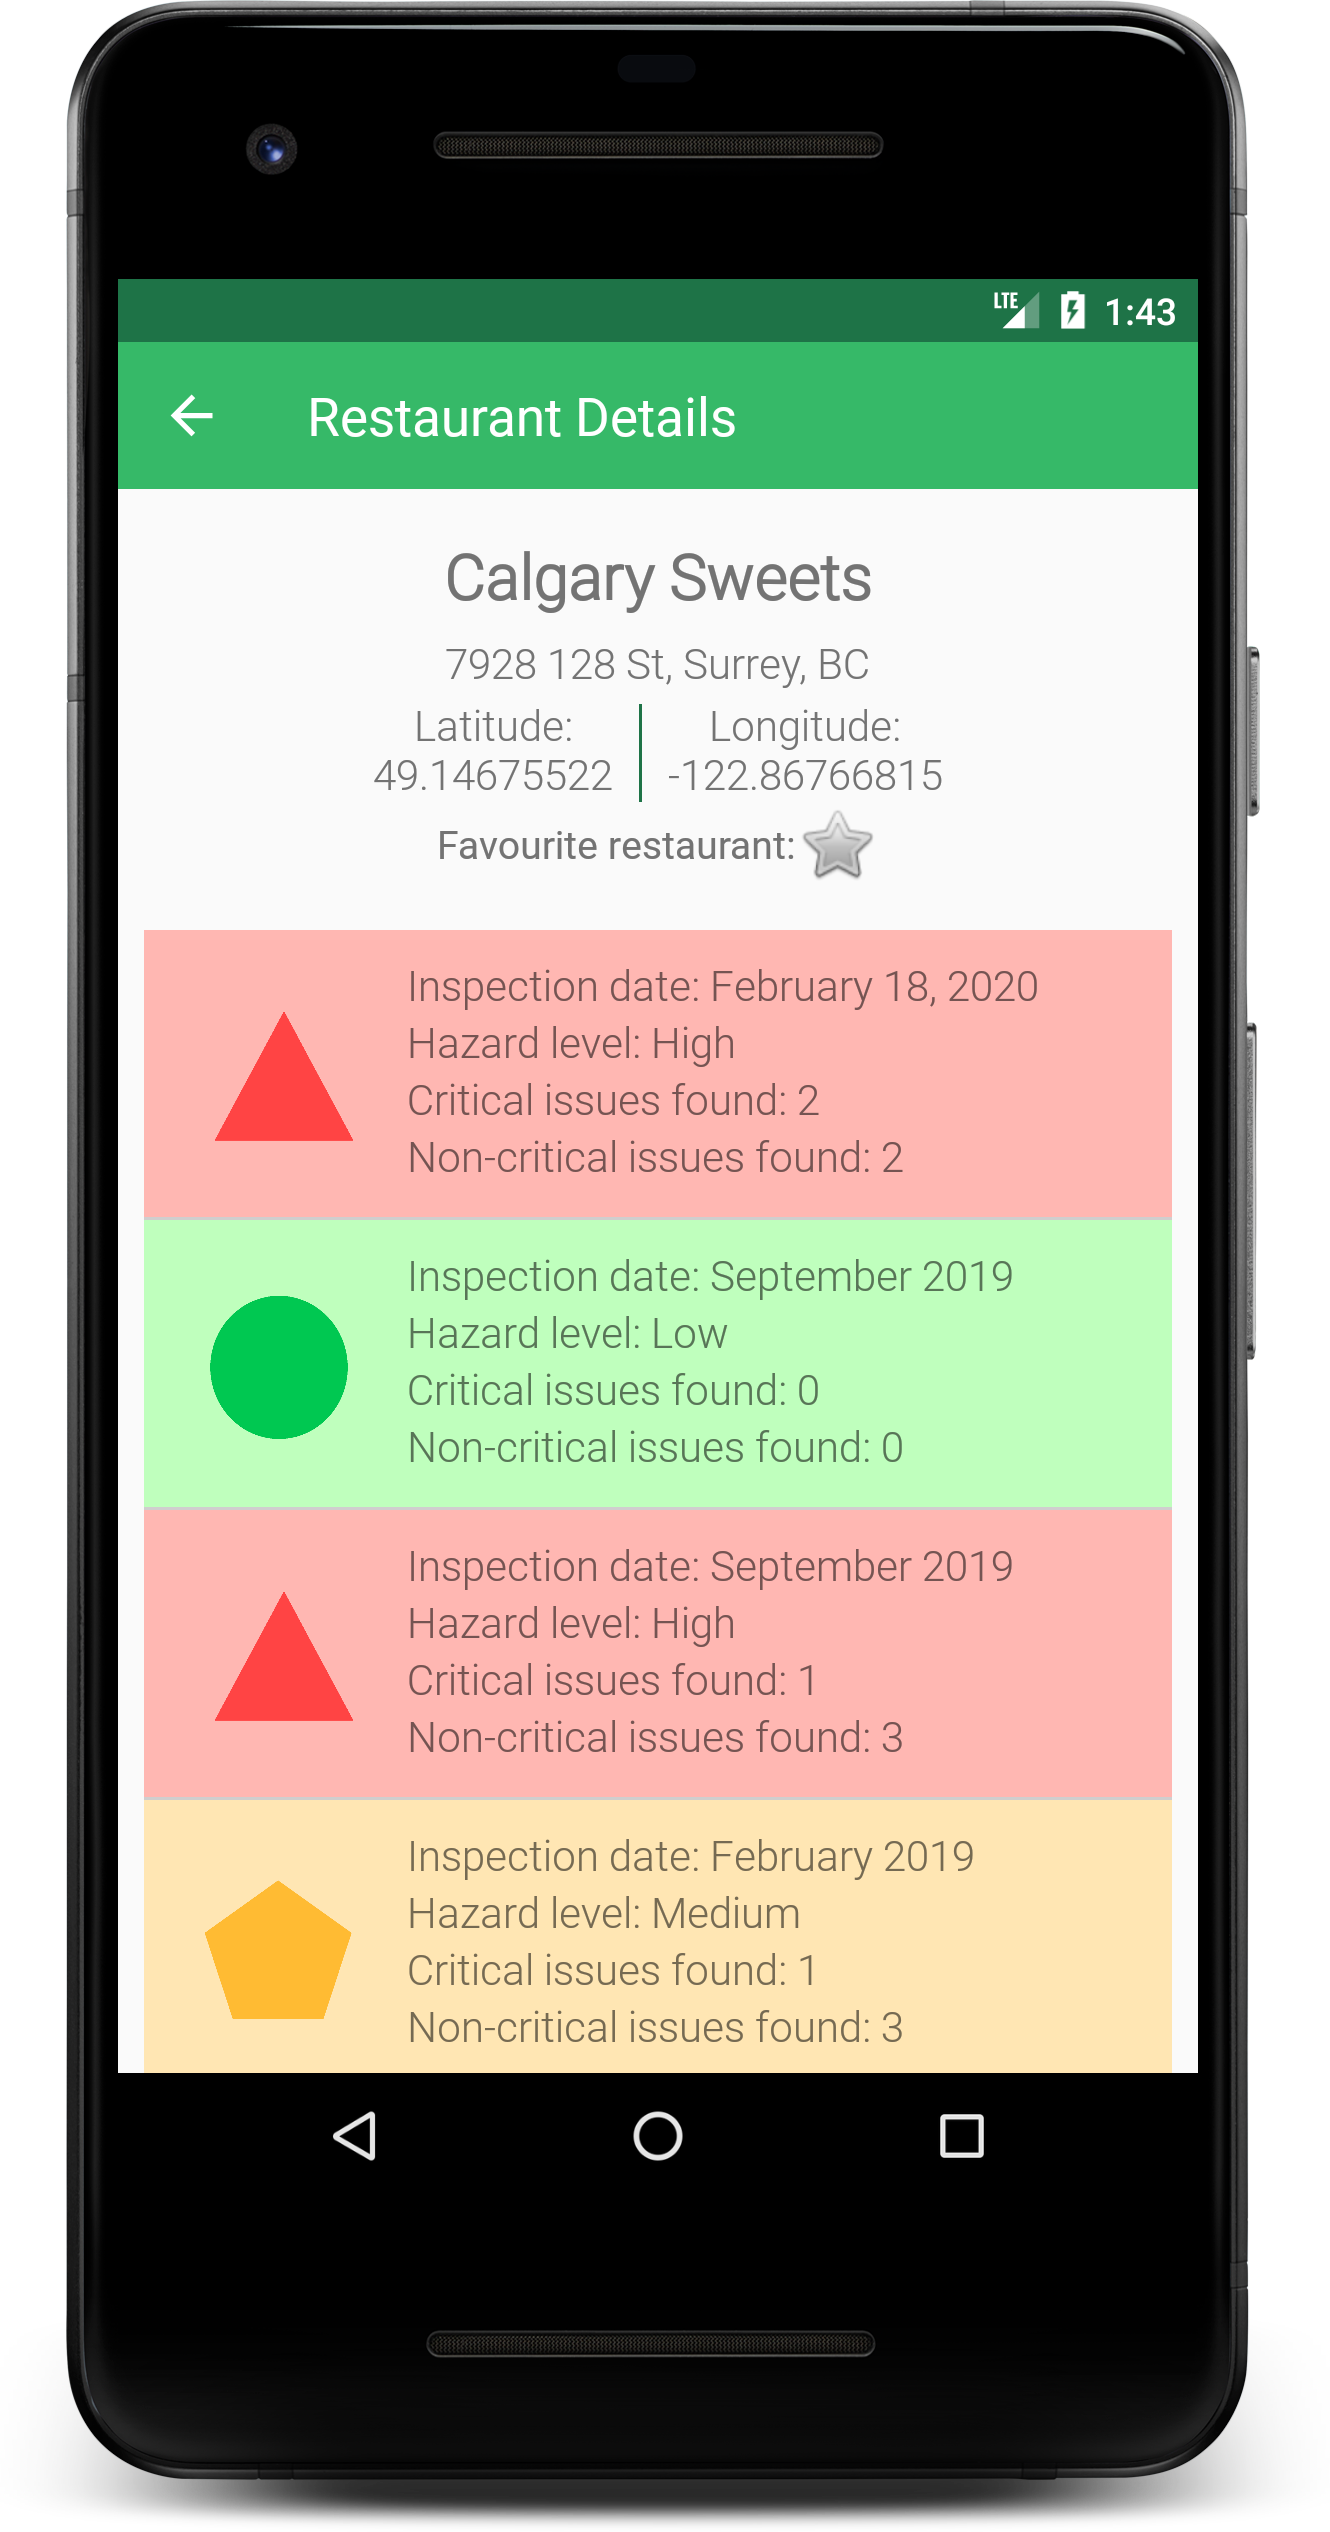 LTE 1:43
Restaurant Details
Calgary Sweets
7928 128 St, Surrey, BC
Latitude:
49.14675522
Longitude:
-122.86766815
Favourite restaurant:
Inspection date: February 18, 2020
Hazard level: High
Critical issues found: 2
Non-critical issues found: 2
Inspection date: September 2019
Hazard level: Low
Critical issues found: 0
Non-critical issues found: 0
Inspection date: September 2019
Hazard level: High
Critical issues found: 1
Non-critical issues found: 3
Inspection date: February 2019
Hazard level: Medium
Critical issues found: 1
Non-critical issues found: 3